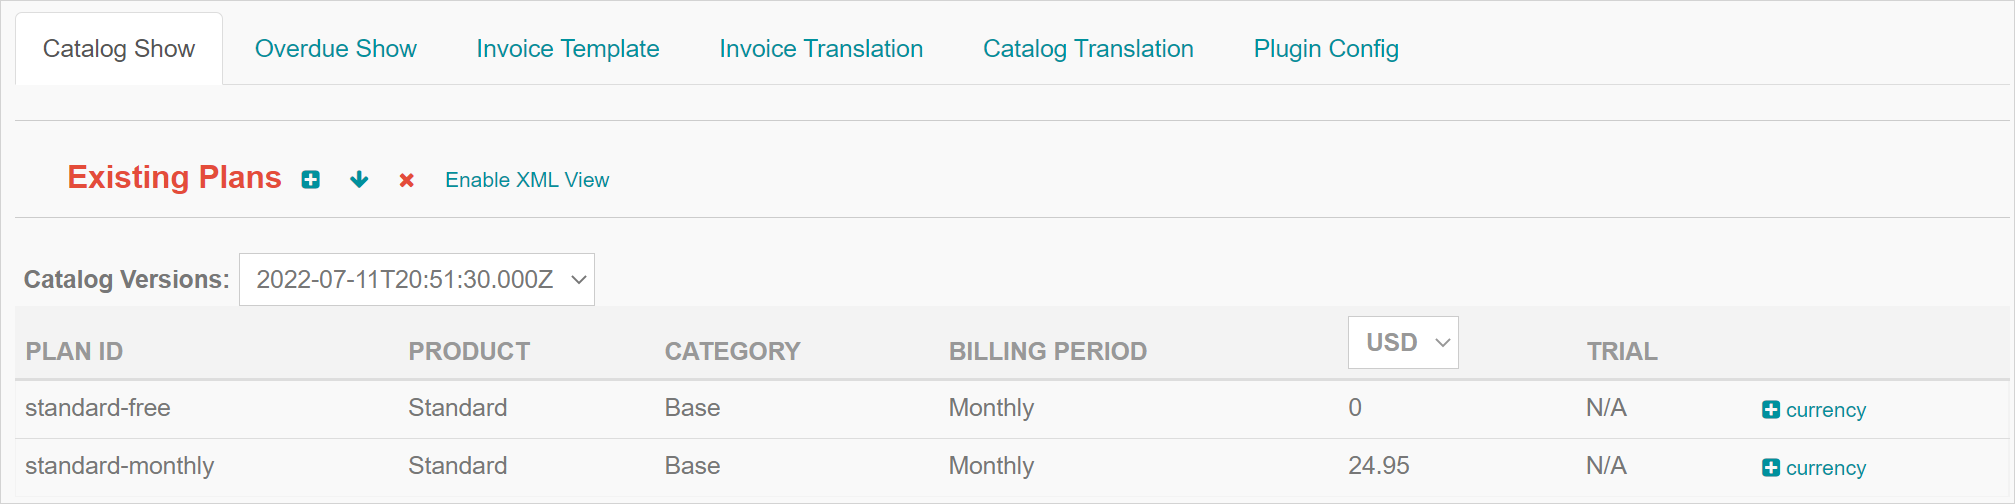 Catalog Show Overdue Show Invoice Template Invoice Translation Catalog Translation Plugin Config
Existing Plans Enable XML View
Catalog Versions: 2022-07-11T20:51:30.000Z
PLAN ID PRODUCT CATEGORY BILLING PERIOD USD TRIAL
standard-free Standard Base Monthly 0 N/A currency
standard-monthly Standard Base Monthly 24.95 N/A currency